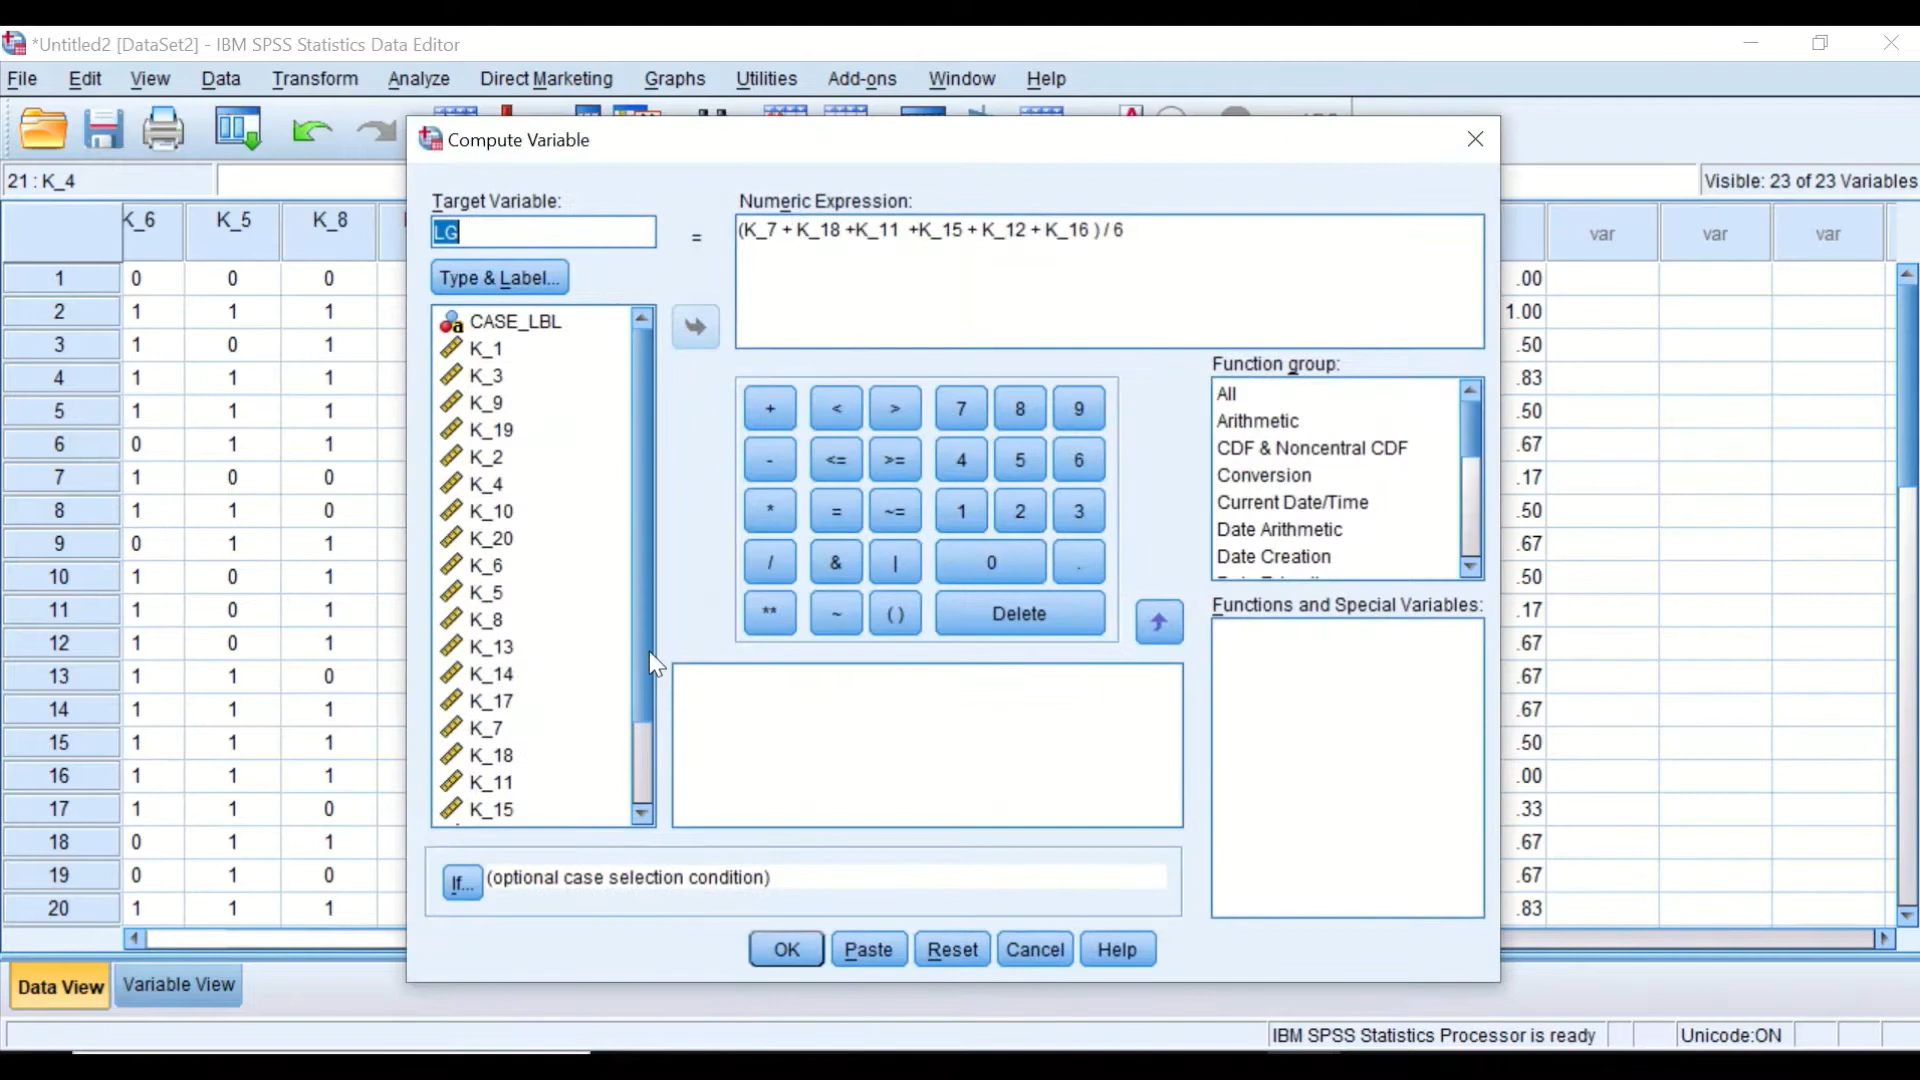 *Untitled2 [DataSet2] - IBM SPSS Statistics Data Editor
File Edit View Data Transform Analyze Direct Marketing Graphs Utilities Add-ons Window Help
21 : K_4
Visible: 23 of 23 Variables
Compute Variable
Target Variable:
LG
=
Numeric Expression:
(K_7 + K_18 +K_11 +K_15 + K_12 + K_16 ) / 6
Type & Label...
CASE_LBL
K_1
K_3
K_9
K_19
K_2
K_4
K_10
K_20
K_6
K_5
K_8
K_13
K_14
K_17
K_7
K_18
K_11
K_15
+ < > 7 8 9
- <= >= 4 5 6
* = ~= 1 2 3
/ & | 0 .
** ~ ( ) Delete
Function group:
All
Arithmetic
CDF & Noncentral CDF
Conversion
Current Date/Time
Date Arithmetic
Date Creation
Functions and Special Variables:
If... (optional case selection condition)
OK Paste Reset Cancel Help
K_6 K_5 K_8 var var var
1 0 0 0 .00
2 1 1 1 1.00
3 1 0 1 .50
4 1 1 1 .83
5 1 1 1 .50
6 0 1 1 .67
7 1 0 0 .17
8 1 1 0 .50
9 0 1 1 .67
10 1 0 1 .50
11 1 0 1 .17
12 1 0 1 .67
13 1 1 0 .67
14 1 1 1 .67
15 1 1 1 .50
16 1 1 1 .00
17 1 1 0 .33
18 0 1 1 .67
19 0 1 0 .67
20 1 1 1 .83
Data View Variable View
IBM SPSS Statistics Processor is ready Unicode:ON